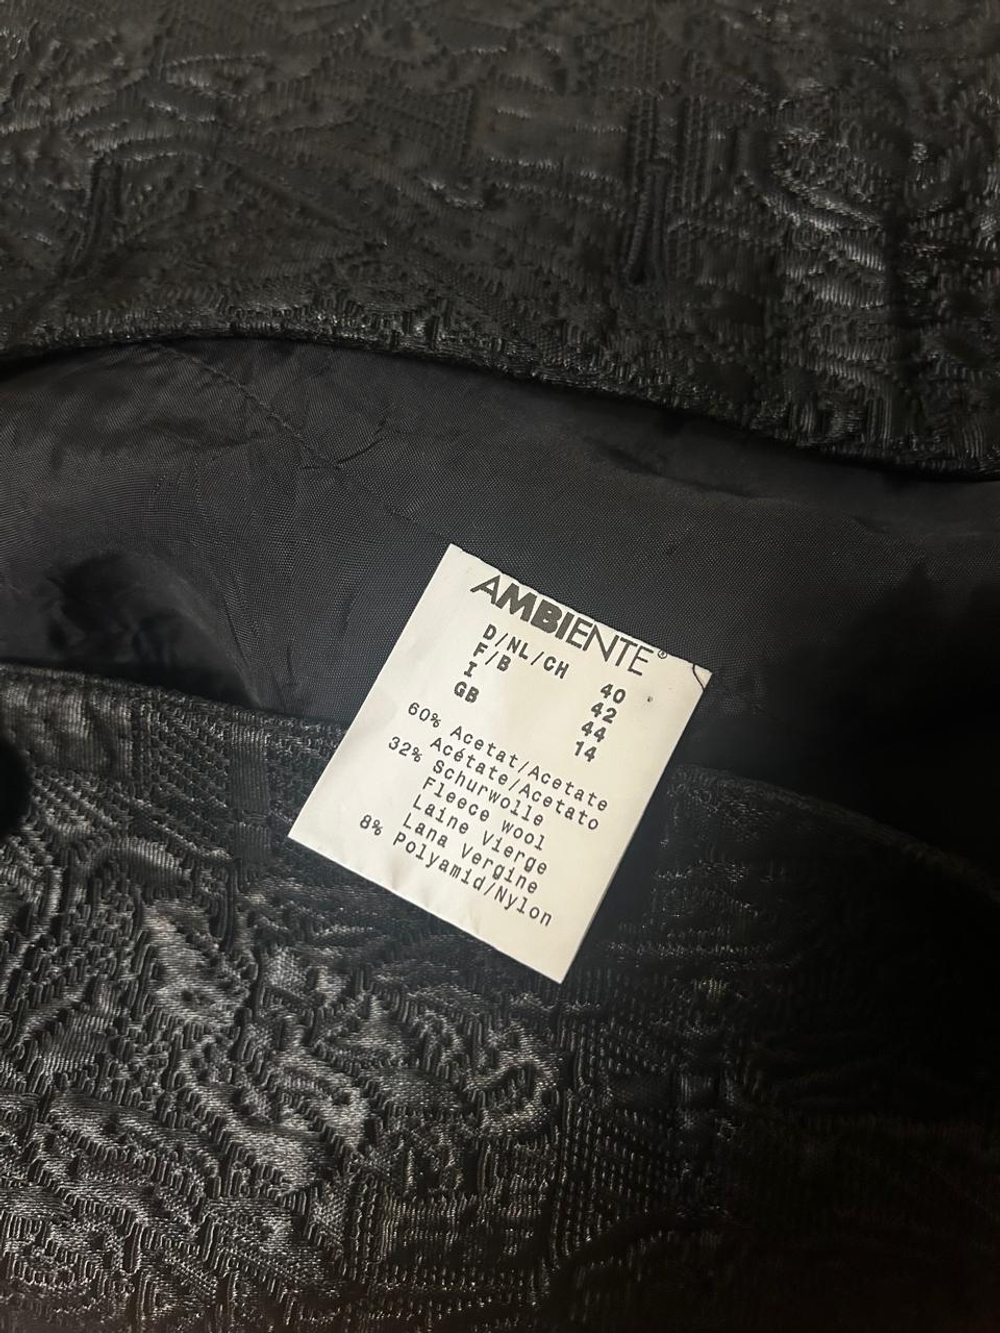 AMBIENTE®
D/NL/CH 40
F/B 42
I 44
GB 14
60% Acetat/Acetate
Acétate/Acetato
32% Schurwolle
Fleece wool
Laine Vierge
Lana Vergine
8% Polyamid/Nylon